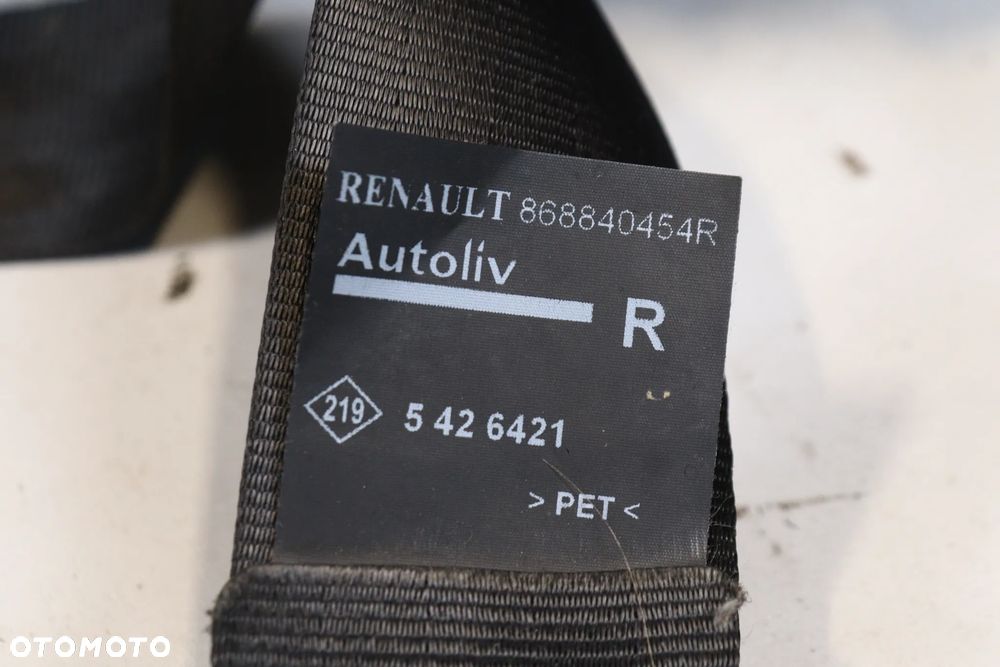 RENAULT 868840454R
Autoliv
R
219 5 42 6421
> PET <
OTOMOTO